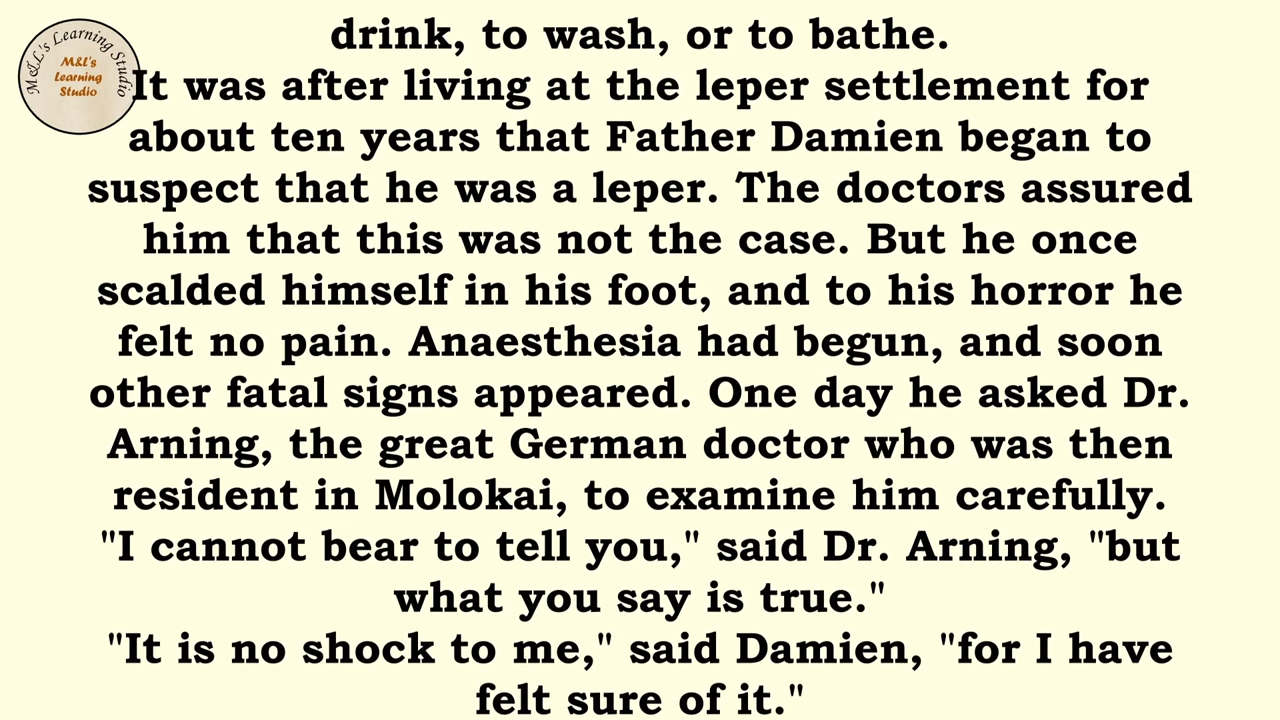 M&L's Learning Studio
M&L's
Learning
Studio
drink, to wash, or to bathe.
It was after living at the leper settlement for
about ten years that Father Damien began to
suspect that he was a leper. The doctors assured
him that this was not the case. But he once
scalded himself in his foot, and to his horror he
felt no pain. Anaesthesia had begun, and soon
other fatal signs appeared. One day he asked Dr.
Arning, the great German doctor who was then
resident in Molokai, to examine him carefully.
"I cannot bear to tell you," said Dr. Arning, "but
what you say is true."
"It is no shock to me," said Damien, "for I have
felt sure of it."